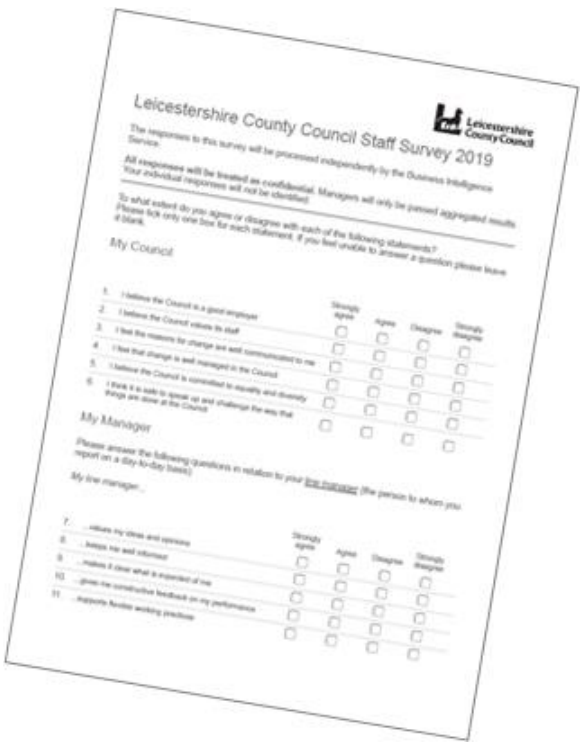 Leicestershire
County Council
Leicestershire County Council Staff Survey 2019
The responses to this survey will be processed independently by the Business Intelligence
Service.
All responses will be treated as confidential. Managers will only be passed aggregated results
Your individual responses will not be identified.
To what extent do you agree or disagree with each of the following statements?
Please tick only one box for each statement. If you feel unable to answer a question please leave
it blank.
My Council
Strongly agree Agree Disagree Strongly disagree
1. I believe the Council is a good employer
2. I believe the Council values its staff
3. I feel the reasons for change are well communicated to me
4. I feel that change is well managed in the Council
5. I believe the Council is committed to equality and diversity
6. I think it is safe to speak up and challenge the way that
things are done at the Council
My Manager
Please answer the following questions in relation to your line manager (the person to whom you
report on a day-to-day basis)
My line manager...
Strongly agree Agree Disagree Strongly disagree
7. ...values my ideas and opinions
8. ...keeps me well informed
9. ...makes it clear what is expected of me
10. ...gives me constructive feedback on my performance
11. ...supports flexible working practices